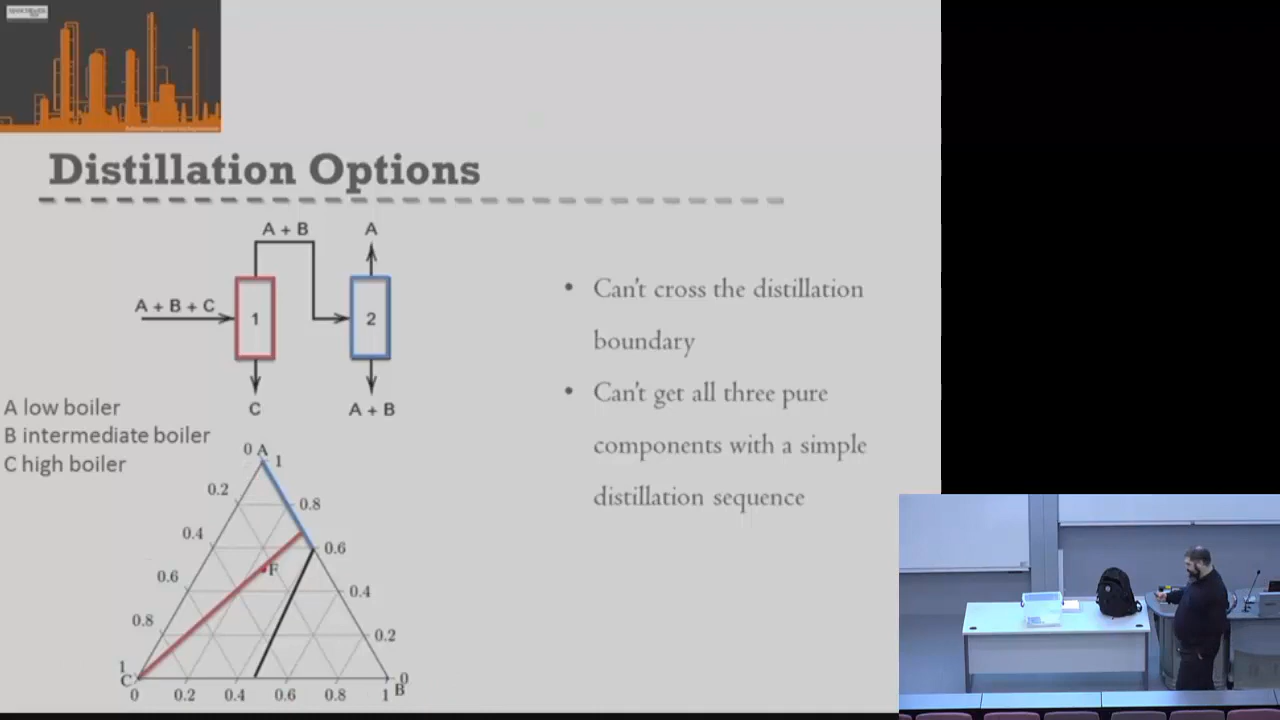 Distillation Options
A + B
A
A + B + C
1
2
C
A + B
A low boiler
B intermediate boiler
C high boiler
0 A 1
0.2
0.8
0.4
0.6
F
0.6
0.4
0.8
0.2
1
C
0
B
0
0.2
0.4
0.6
0.8
1
• Can't cross the distillation
boundary
• Can't get all three pure
components with a simple
distillation sequence